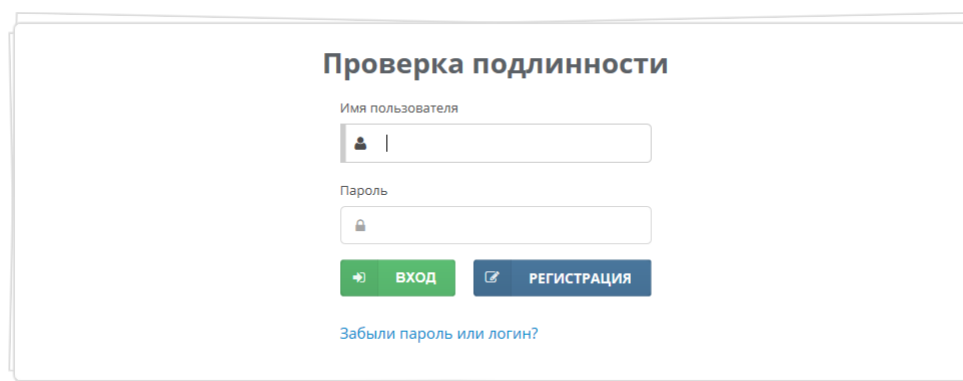 Проверка подлинности
Имя пользователя
Пароль
ВХОД РЕГИСТРАЦИЯ
Забыли пароль или логин?